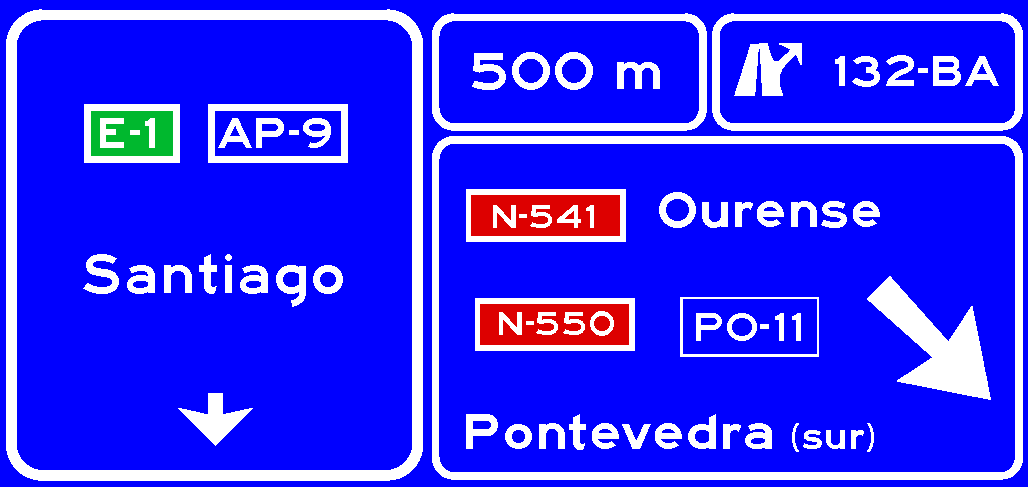 E-1 AP-9
Santiago
500 m
132-BA
N-541 Ourense
N-550 PO-11
Pontevedra (sur)